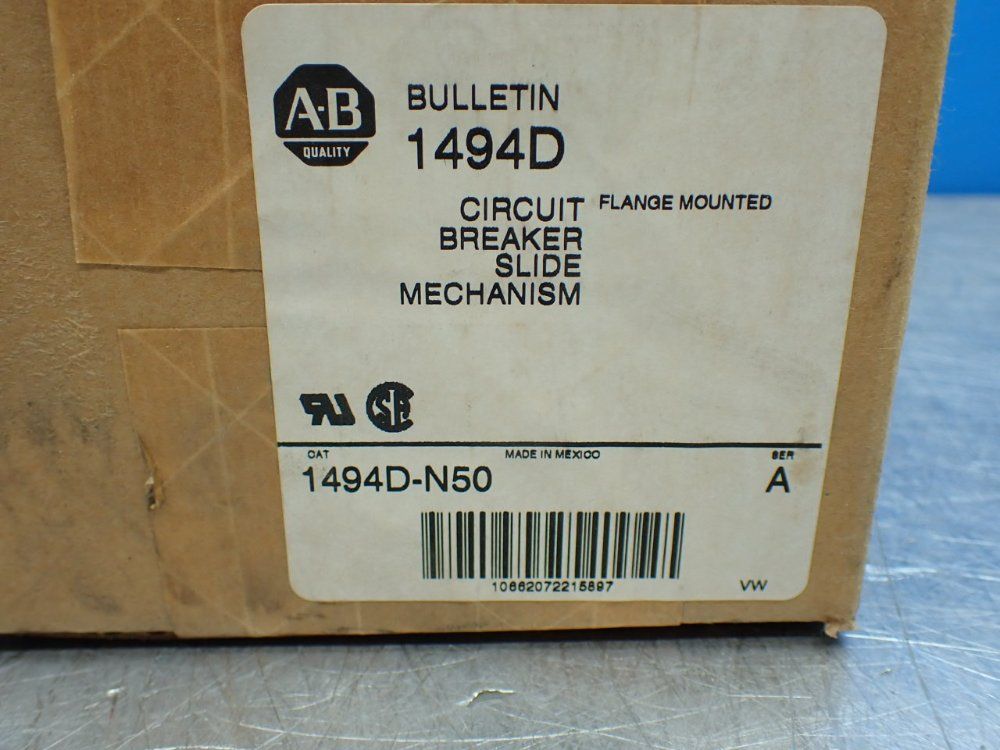 A-B
QUALITY
BULLETIN
1494D
CIRCUIT
BREAKER
SLIDE
MECHANISM
FLANGE MOUNTED
CAT
MADE IN MEXICO
SER
1494D-N50
A
10662072215897
VW